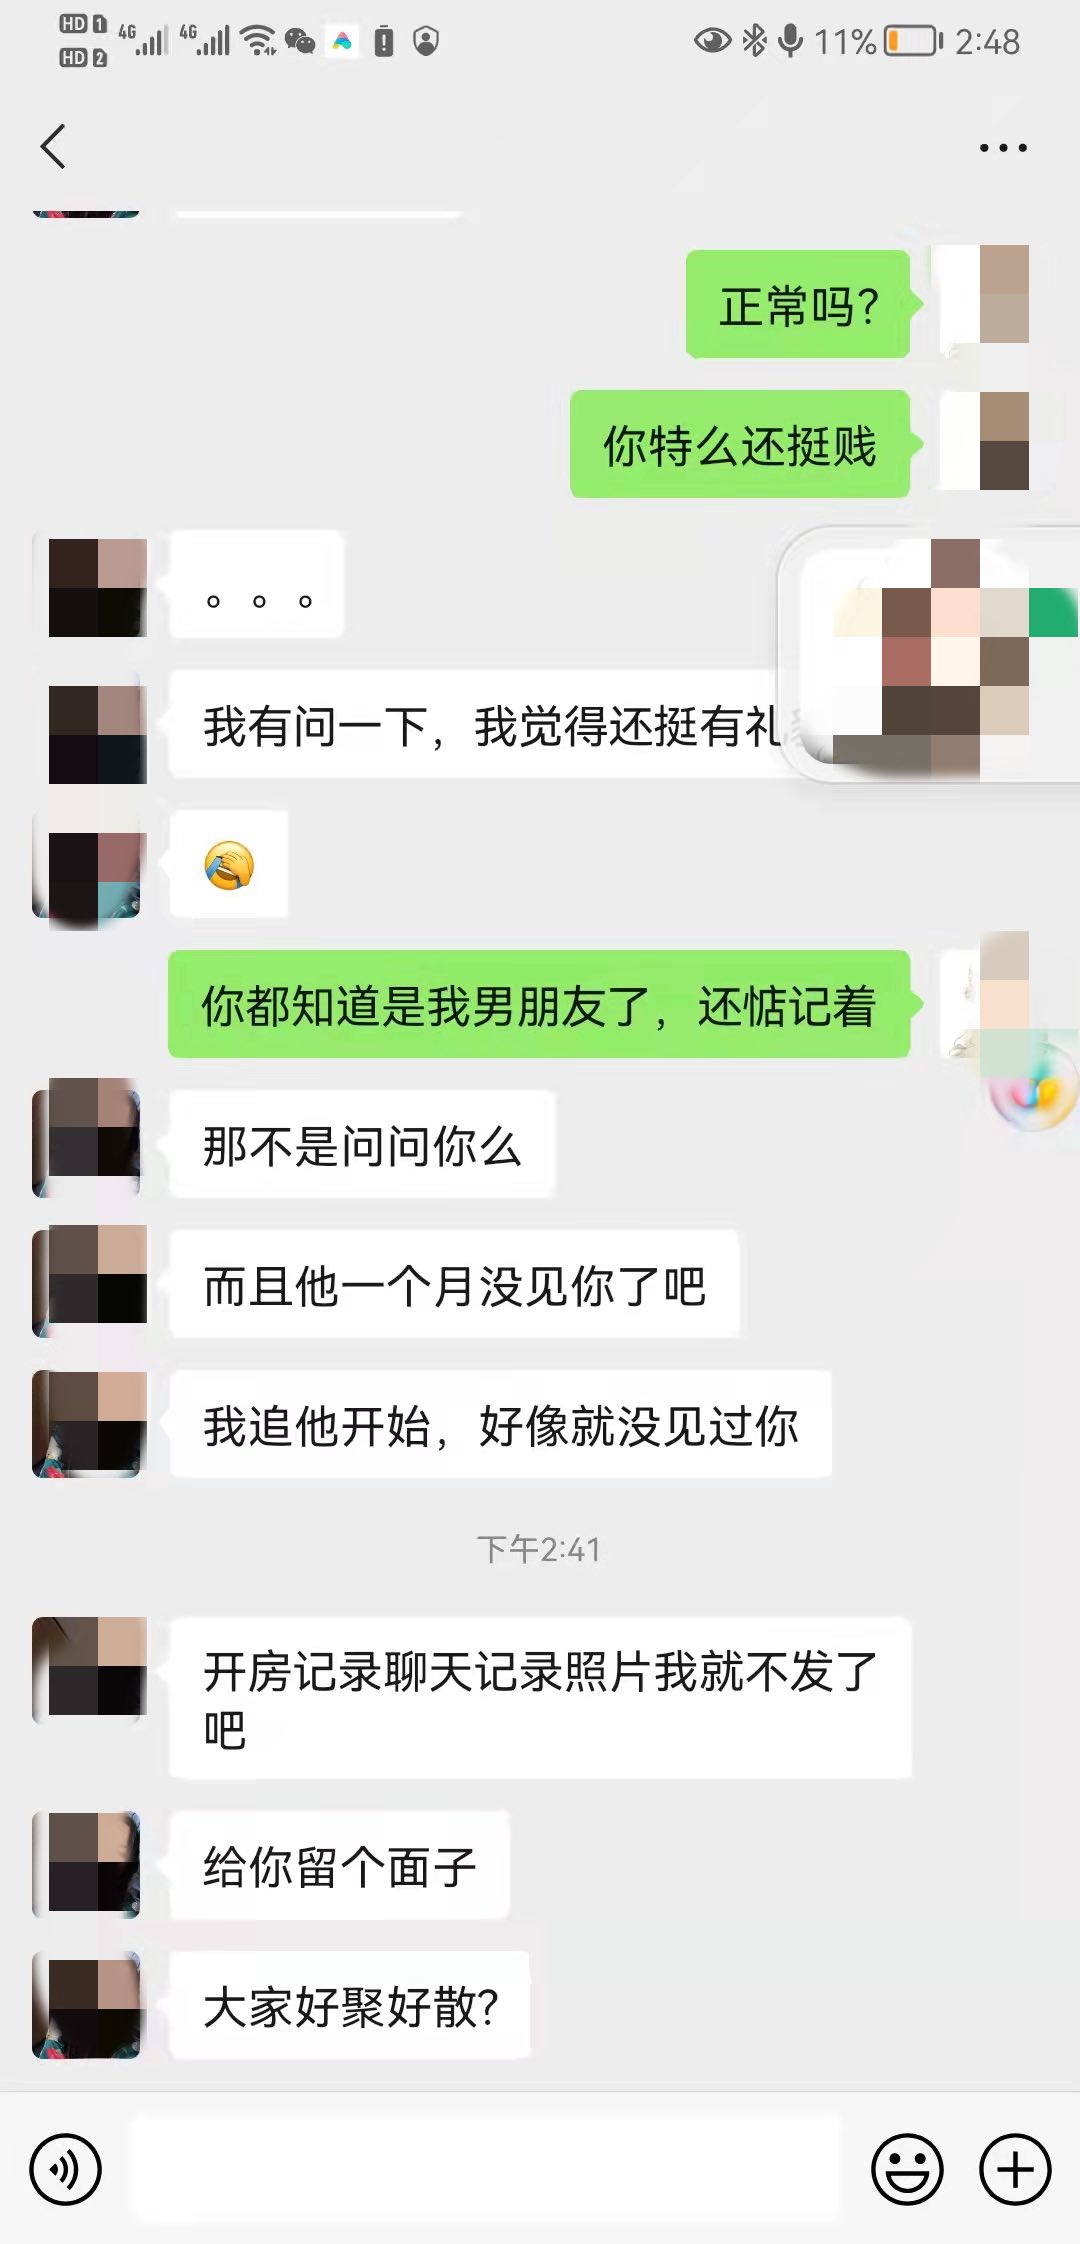 HD 1 4G 4G 11% 2:48
HD 2
正常吗?
你特么还挺贱
。。。
我有问一下，我觉得还挺有礼
你都知道是我男朋友了，还惦记着
那不是问问你么
而且他一个月没见你了吧
我追他开始，好像就没见过你
下午2:41
开房记录聊天记录照片我就不发了
吧
给你留个面子
大家好聚好散?